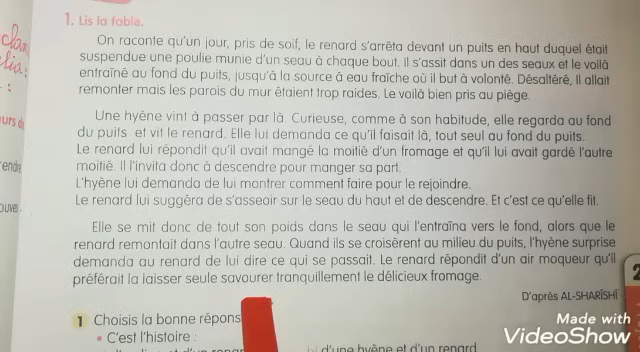 1. Lis la fable.
On raconte qu'un jour, pris de soif, le renard s'arrêta devant un puits en haut duquel était
suspendue une poulie munie d'un seau à chaque bout. Il s'assit dans un des seaux et le voilà
entraîné au fond du puits, jusqu'à la source à eau fraîche où il but à volonté. Désaltéré, Il allait
remonter mais les parois du mur étaient trop raides. Le voilà bien pris au piège.
Une hyène vint à passer par là. Curieuse, comme à son habitude, elle regarda au fond
du puits et vit le renard. Elle lui demanda ce qu'il faisait là, tout seul au fond du puits.
Le renard lui répondit qu'il avait mangé la moitié d'un fromage et qu'il lui avait gardé l'autre
moitié. Il l'invita donc à descendre pour manger sa part.
L'hyène lui demanda de lui montrer comment faire pour le rejoindre.
Le renard lui suggéra de s'asseoir sur le seau du haut et de descendre. Et c'est ce qu'elle fit.
Elle se mit donc de tout son poids dans le seau qui l'entraîna vers le fond, alors que le
renard remontait dans l'autre seau. Quand ils se croisèrent au milieu du puits, l'hyène surprise
demanda au renard de lui dire ce qui se passait. Le renard répondit d'un air moqueur qu'il
préférait la laisser seule savourer tranquillement le délicieux fromage.
D'après AL-SHARĪSHĪ
1 Choisis la bonne répons
• C'est l'histoire :
d'une hyène et d'un renard
2
Made with
VideoShow